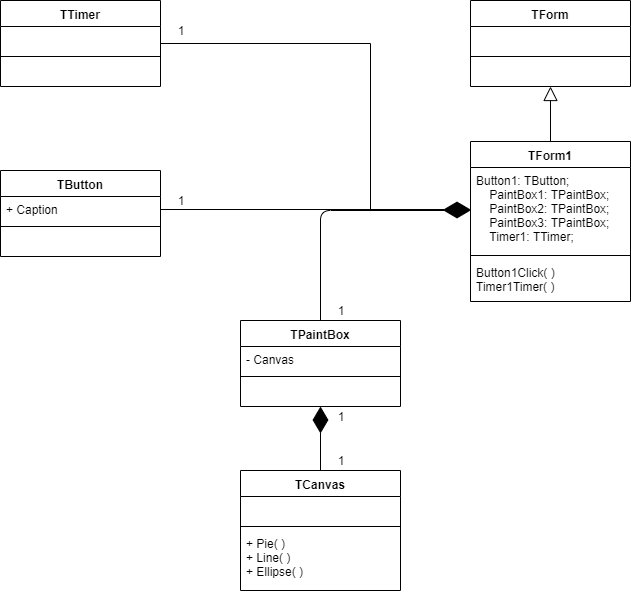 TTimer
1
TForm
TButton
+ Caption
1
TForm1
Button1: TButton;
PaintBox1: TPaintBox;
PaintBox2: TPaintBox;
PaintBox3: TPaintBox;
Timer1: TTimer;
Button1Click( )
Timer1Timer( )
1
TPaintBox
- Canvas
1
1
TCanvas
+ Pie( )
+ Line( )
+ Ellipse( )